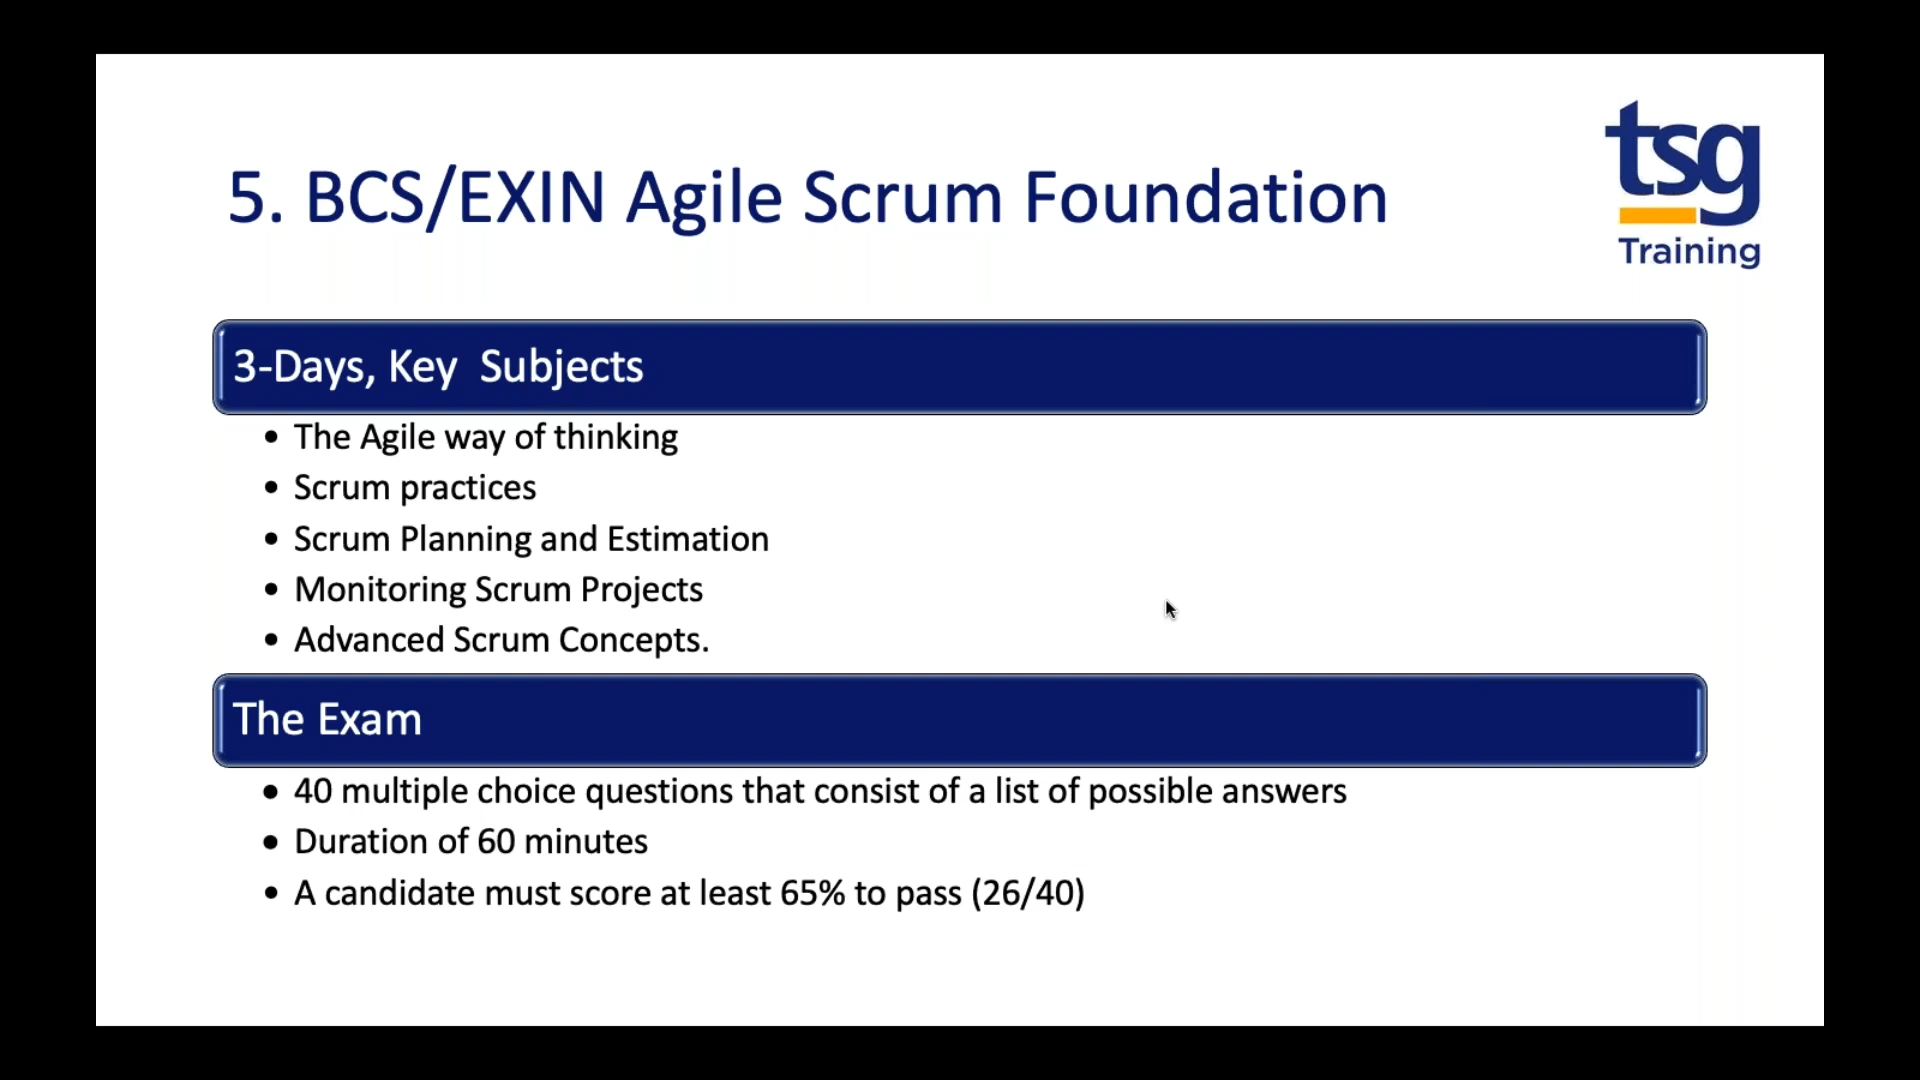 5. BCS/EXIN Agile Scrum Foundation
tsg
Training
3-Days, Key  Subjects
• The Agile way of thinking
• Scrum practices
• Scrum Planning and Estimation
• Monitoring Scrum Projects
• Advanced Scrum Concepts.
The Exam
• 40 multiple choice questions that consist of a list of possible answers
• Duration of 60 minutes
• A candidate must score at least 65% to pass (26/40)